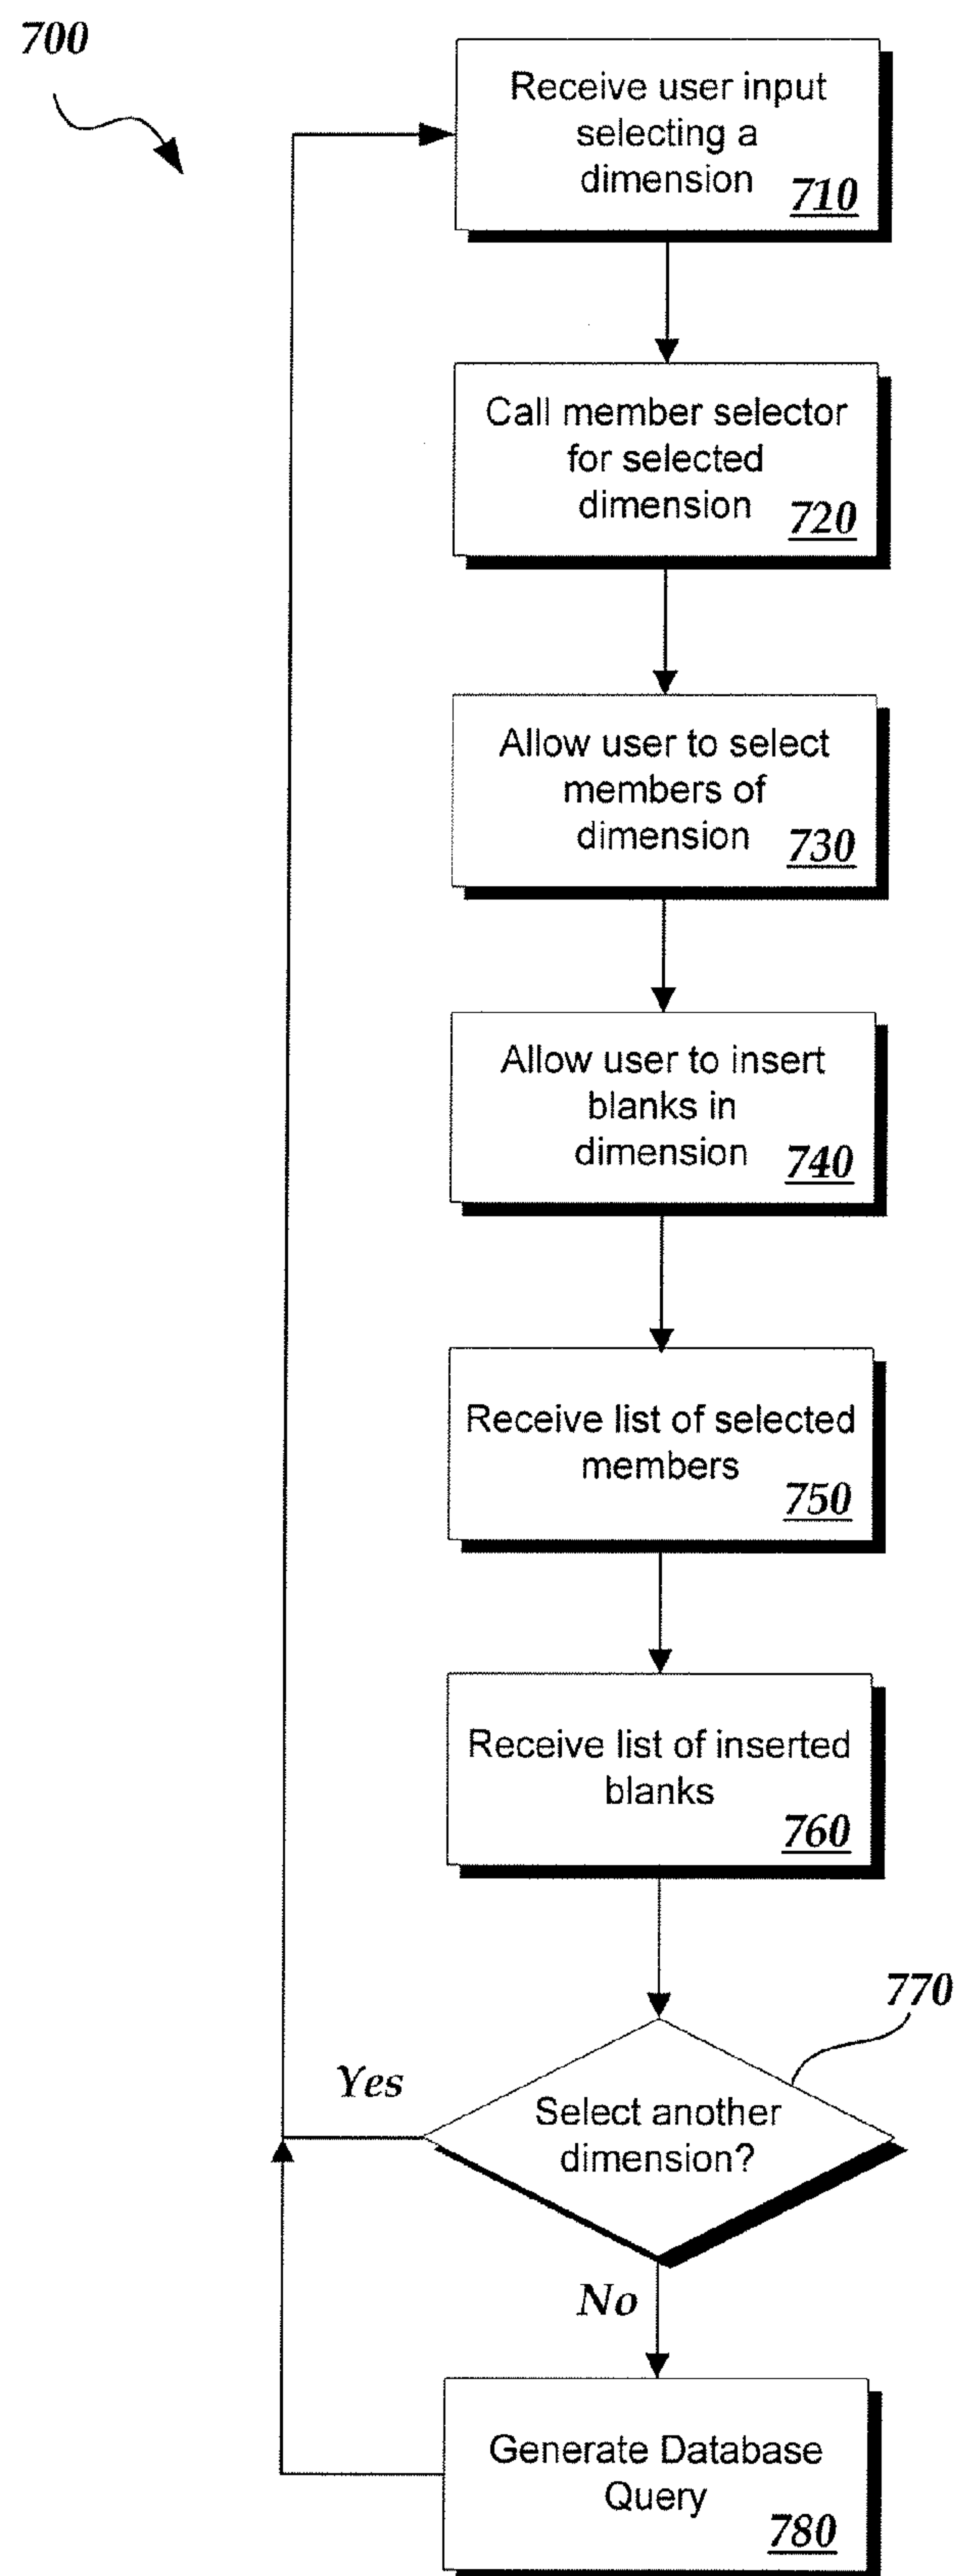 700
Receive user input
selecting a
dimension
710
Call member selector
for selected
dimension
720
Allow user to select
members of
dimension
730
Allow user to insert
blanks in
dimension
740
Receive list of selected
members
750
Receive list of inserted
blanks
760
770
Yes
Select another
dimension?
No
Generate Database
Query
780